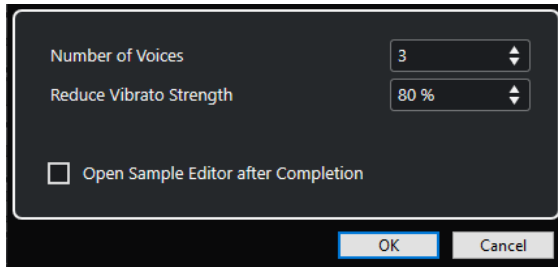 Number of Voices 3
Reduce Vibrato Strength 80 %
Open Sample Editor after Completion
OK Cancel